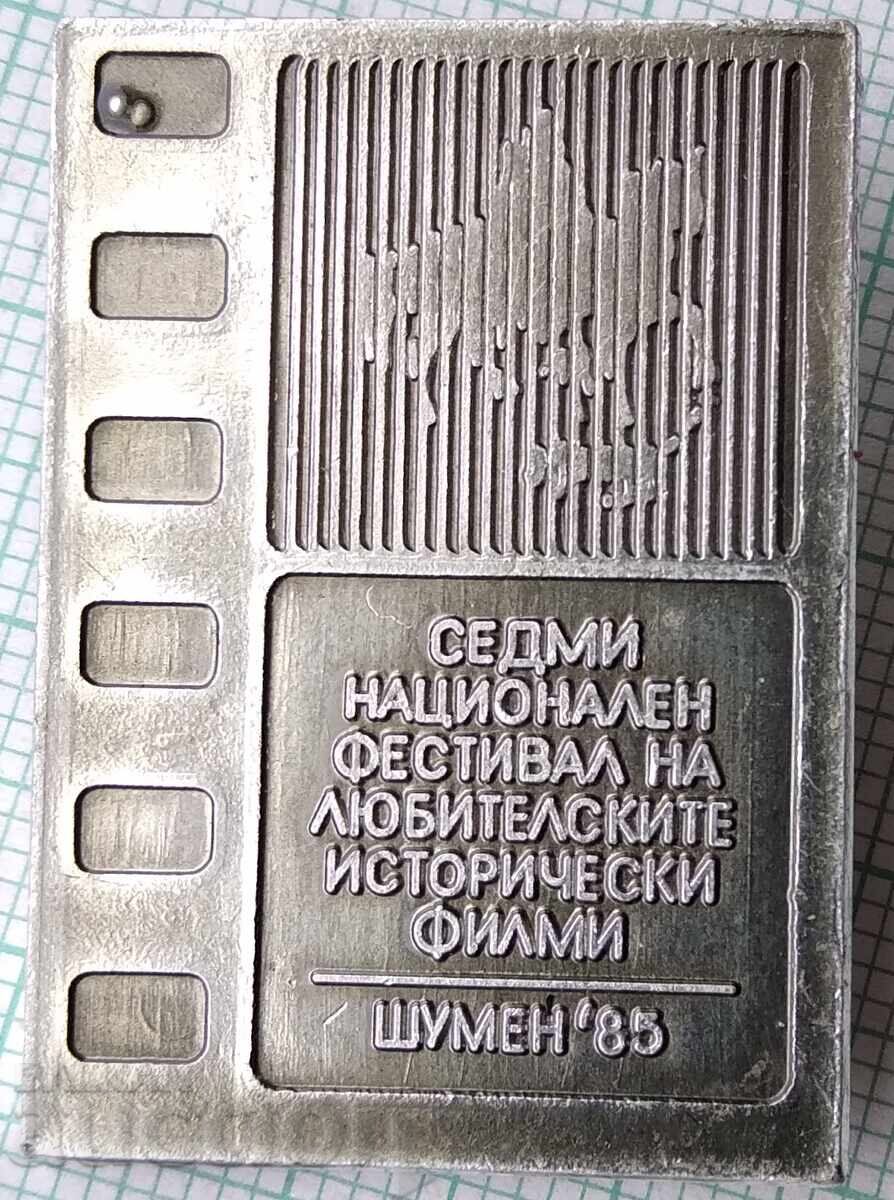 СЕДМИ
НАЦИОНАЛЕН
ФЕСТИВАЛ НА
ЛЮБИТЕЛСКИТЕ
ИСТОРИЧЕСКИ
ФИЛМИ
ШУМЕН '85